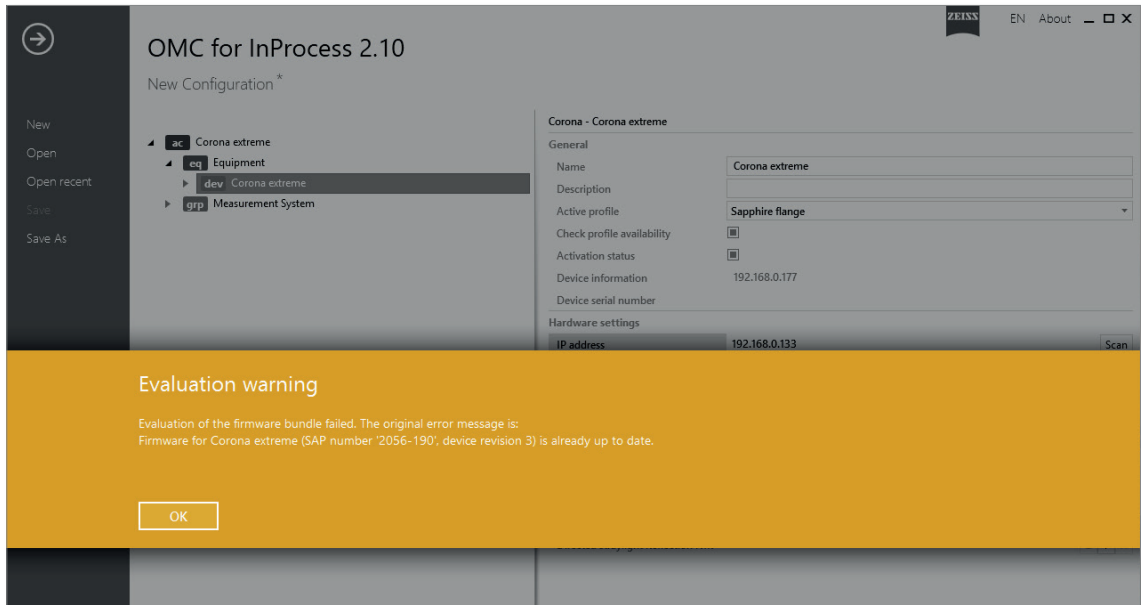 ZEISS
EN About
OMC for InProcess 2.10
New Configuration*
New
Open
Open recent
Save
Save As
ac Corona extreme
eq Equipment
dev Corona extreme
grp Measurement System
Corona - Corona extreme
General
Name Corona extreme
Description
Active profile Sapphire flange
Check profile availability
Activation status
Device information 192.168.0.177
Device serial number
Hardware settings
IP address 192.168.0.133 Scan
Evaluation warning
Evaluation of the firmware bundle failed. The original error message is:
Firmware for Corona extreme (SAP number '2056-190', device revision 3) is already up to date.
OK